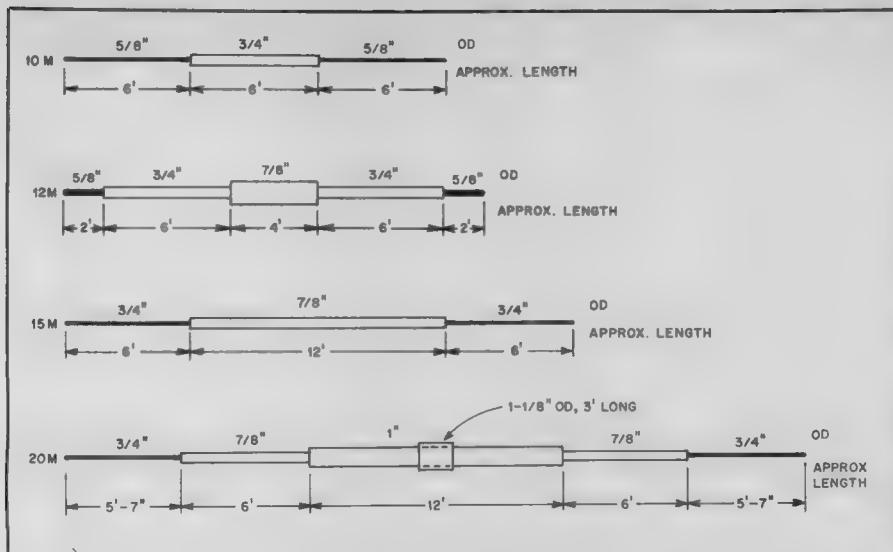 5/8" 3/4" 5/8" OD
10 M APPROX. LENGTH
6' 6' 6'
5/8" 3/4" 7/8" 3/4" 5/8" OD
12M APPROX. LENGTH
2' 6' 4' 6' 2'
3/4" 7/8" 3/4" OD
15 M APPROX. LENGTH
6' 12' 6'
1-1/8" OD, 3' LONG
3/4" 7/8" 1" 7/8" 3/4" OD
20M APPROX
LENGTH
5'-7" 6' 12' 6' 5'-7"